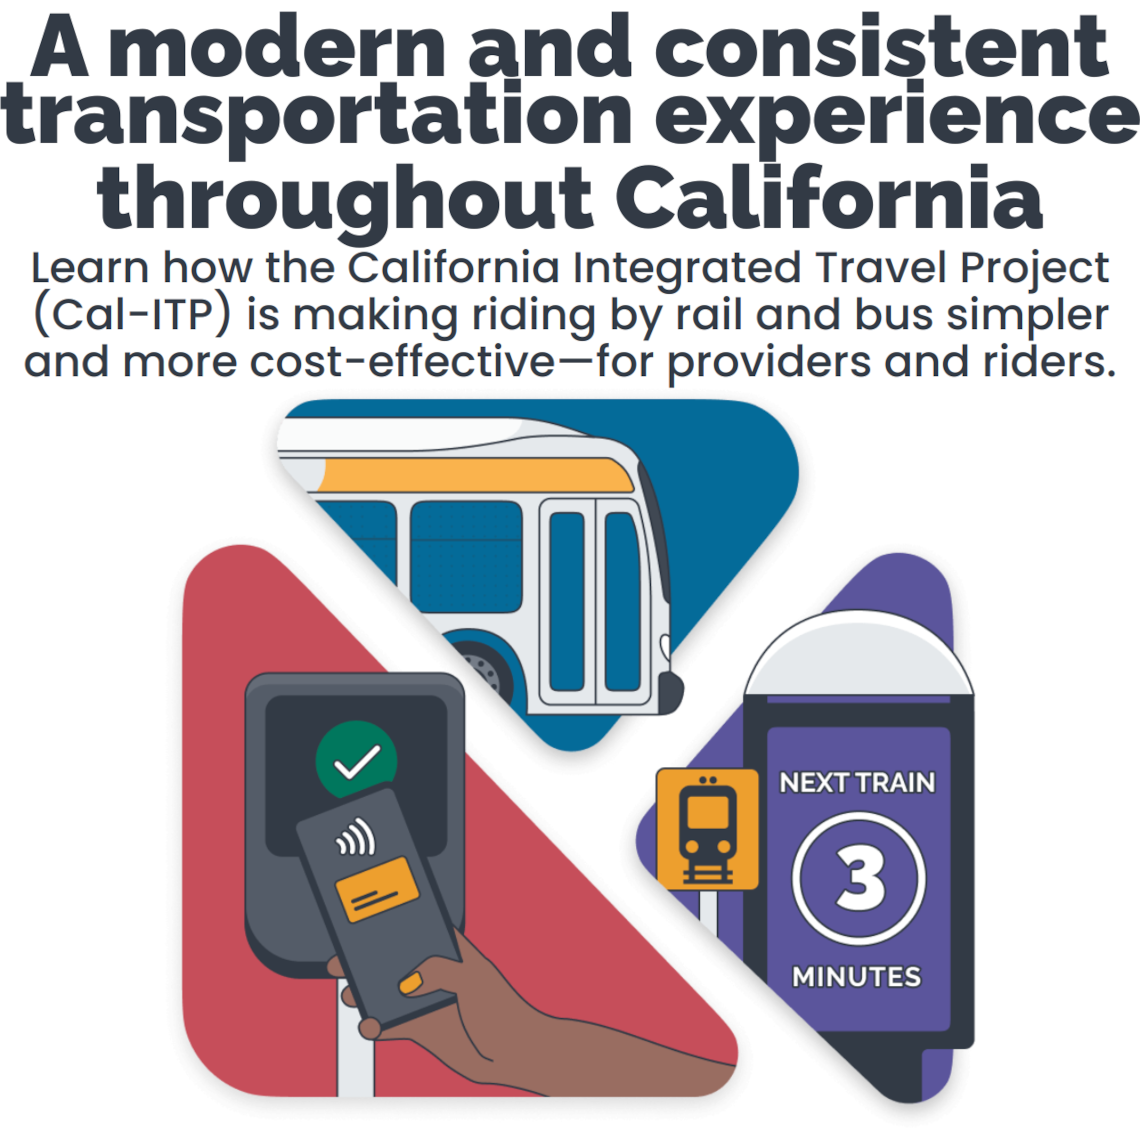 A modern and consistent
transportation experience
throughout California
Learn how the California Integrated Travel Project
(Cal-ITP) is making riding by rail and bus simpler
and more cost-effective—for providers and riders.
NEXT TRAIN
3
MINUTES